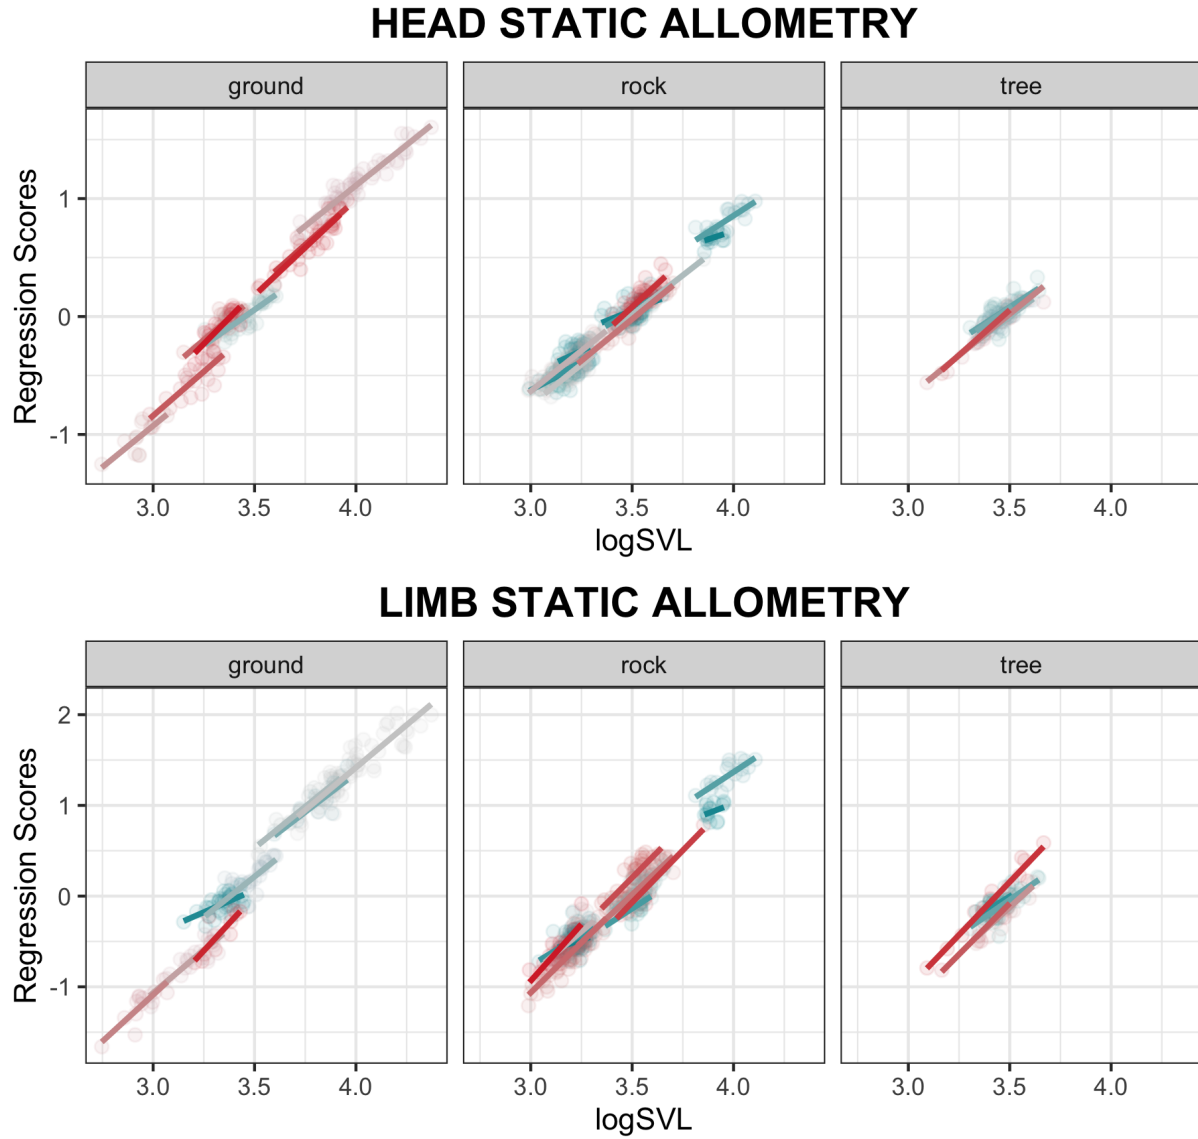 HEAD STATIC ALLOMETRY
ground rock tree
Regression Scores
1
0
-1
3.0 3.5 4.0 3.0 3.5 4.0 3.0 3.5 4.0
logSVL
LIMB STATIC ALLOMETRY
ground rock tree
Regression Scores
2
1
0
-1
3.0 3.5 4.0 3.0 3.5 4.0 3.0 3.5 4.0
logSVL